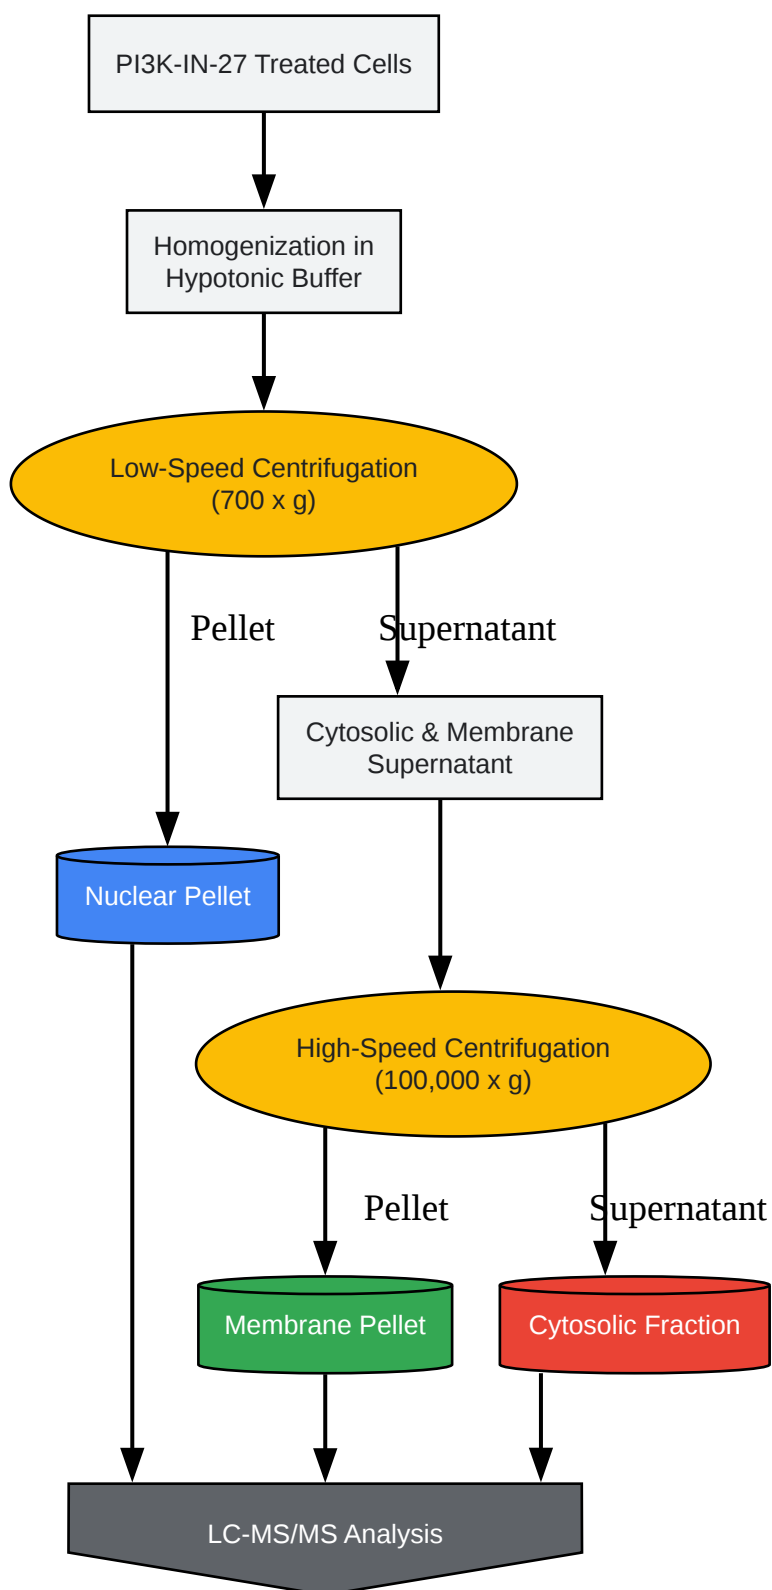 PI3K-IN-27 Treated Cells
Homogenization in
Hypotonic Buffer
Low-Speed Centrifugation
(700 x g)
Pellet
Supernatant
Cytosolic & Membrane
Supernatant
Nuclear Pellet
High-Speed Centrifugation
(100,000 x g)
Pellet
Supernatant
Membrane Pellet
Cytosolic Fraction
LC-MS/MS Analysis